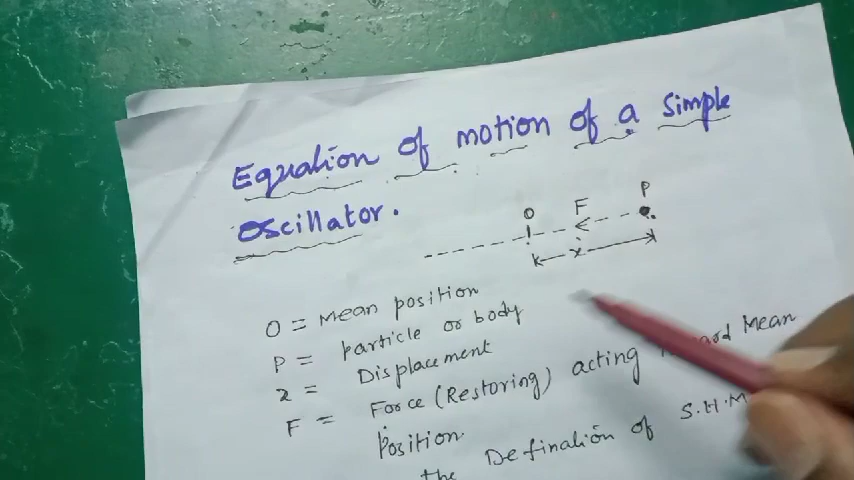 Equation of motion of a Simple
oscillator.
O F P
x
O = Mean position
P = particle or body
x = Displacement
F = Force (Restoring) acting Mean
Position.
the Defination of S.H.M